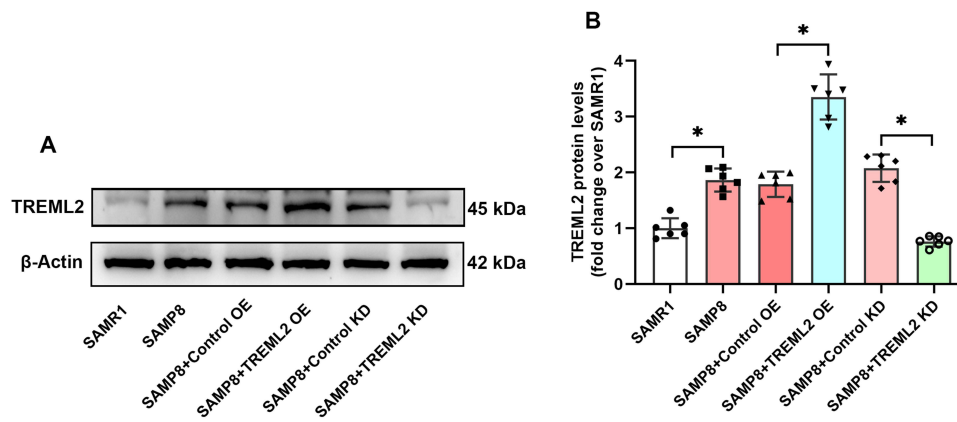 A
TREML2
45 kDa
β-Actin
42 kDa
SAMR1
SAMP8
SAMP8+Control OE
SAMP8+TREML2 OE
SAMP8+Control KD
SAMP8+TREML2 KD
B
TREML2 protein levels
(fold change over SAMR1)
4
3
2
1
0
*
*
*
SAMR1
SAMP8
SAMP8+Control OE
SAMP8+TREML2 OE
SAMP8+Control KD
SAMP8+TREML2 KD